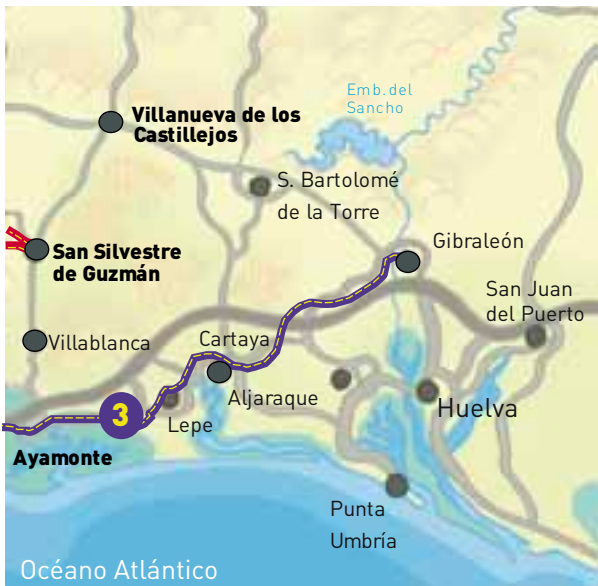 Emb. del
Sancho
Villanueva de los
Castillejos
S. Bartolomé
de la Torre
Gibraleón
San Silvestre
de Guzmán
San Juan
del Puerto
Villablanca
Cartaya
Aljaraque
Huelva
3
Lepe
Ayamonte
Punta
Umbría
Océano Atlántico